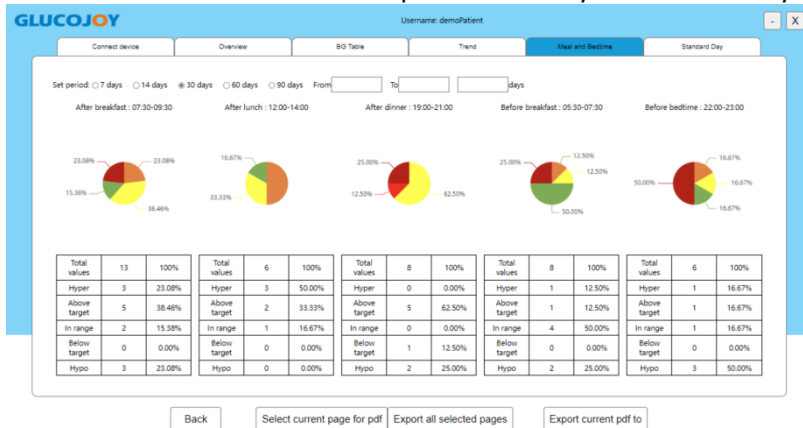 GLUCOJOY
Username: demoPatient
- X
Connect device Overview BG Table Trend Meal and Bedtime Standard Day
Set period: 7 days 14 days 30 days 60 days 90 days From To days
After breakfast : 07:30-09:30 After lunch : 12:00-14:00 After dinner : 19:00-21:00 Before breakfast : 05:30-07:30 Before bedtime : 22:00-23:00
23.08% 23.08% 15.38% 38.46%
16.67% 33.33%
25.00% 12.50% 62.50%
25.00% 12.50% 12.50% 50.00%
50.00% 16.67% 16.67% 16.67%
Total values 13 100% Total values 6 100% Total values 8 100% Total values 8 100% Total values 6 100%
Hyper 3 23.08% Hyper 3 50.00% Hyper 0 0.00% Hyper 1 12.50% Hyper 1 16.67%
Above target 5 38.46% Above target 2 33.33% Above target 5 62.50% Above target 1 12.50% Above target 1 16.67%
In range 2 15.38% In range 1 16.67% In range 0 0.00% In range 4 50.00% In range 1 16.67%
Below target 0 0.00% Below target 0 0.00% Below target 1 12.50% Below target 0 0.00% Below target 0 0.00%
Hypo 3 23.08% Hypo 0 0.00% Hypo 2 25.00% Hypo 2 25.00% Hypo 3 50.00%
Back Select current page for pdf Export all selected pages Export current pdf to